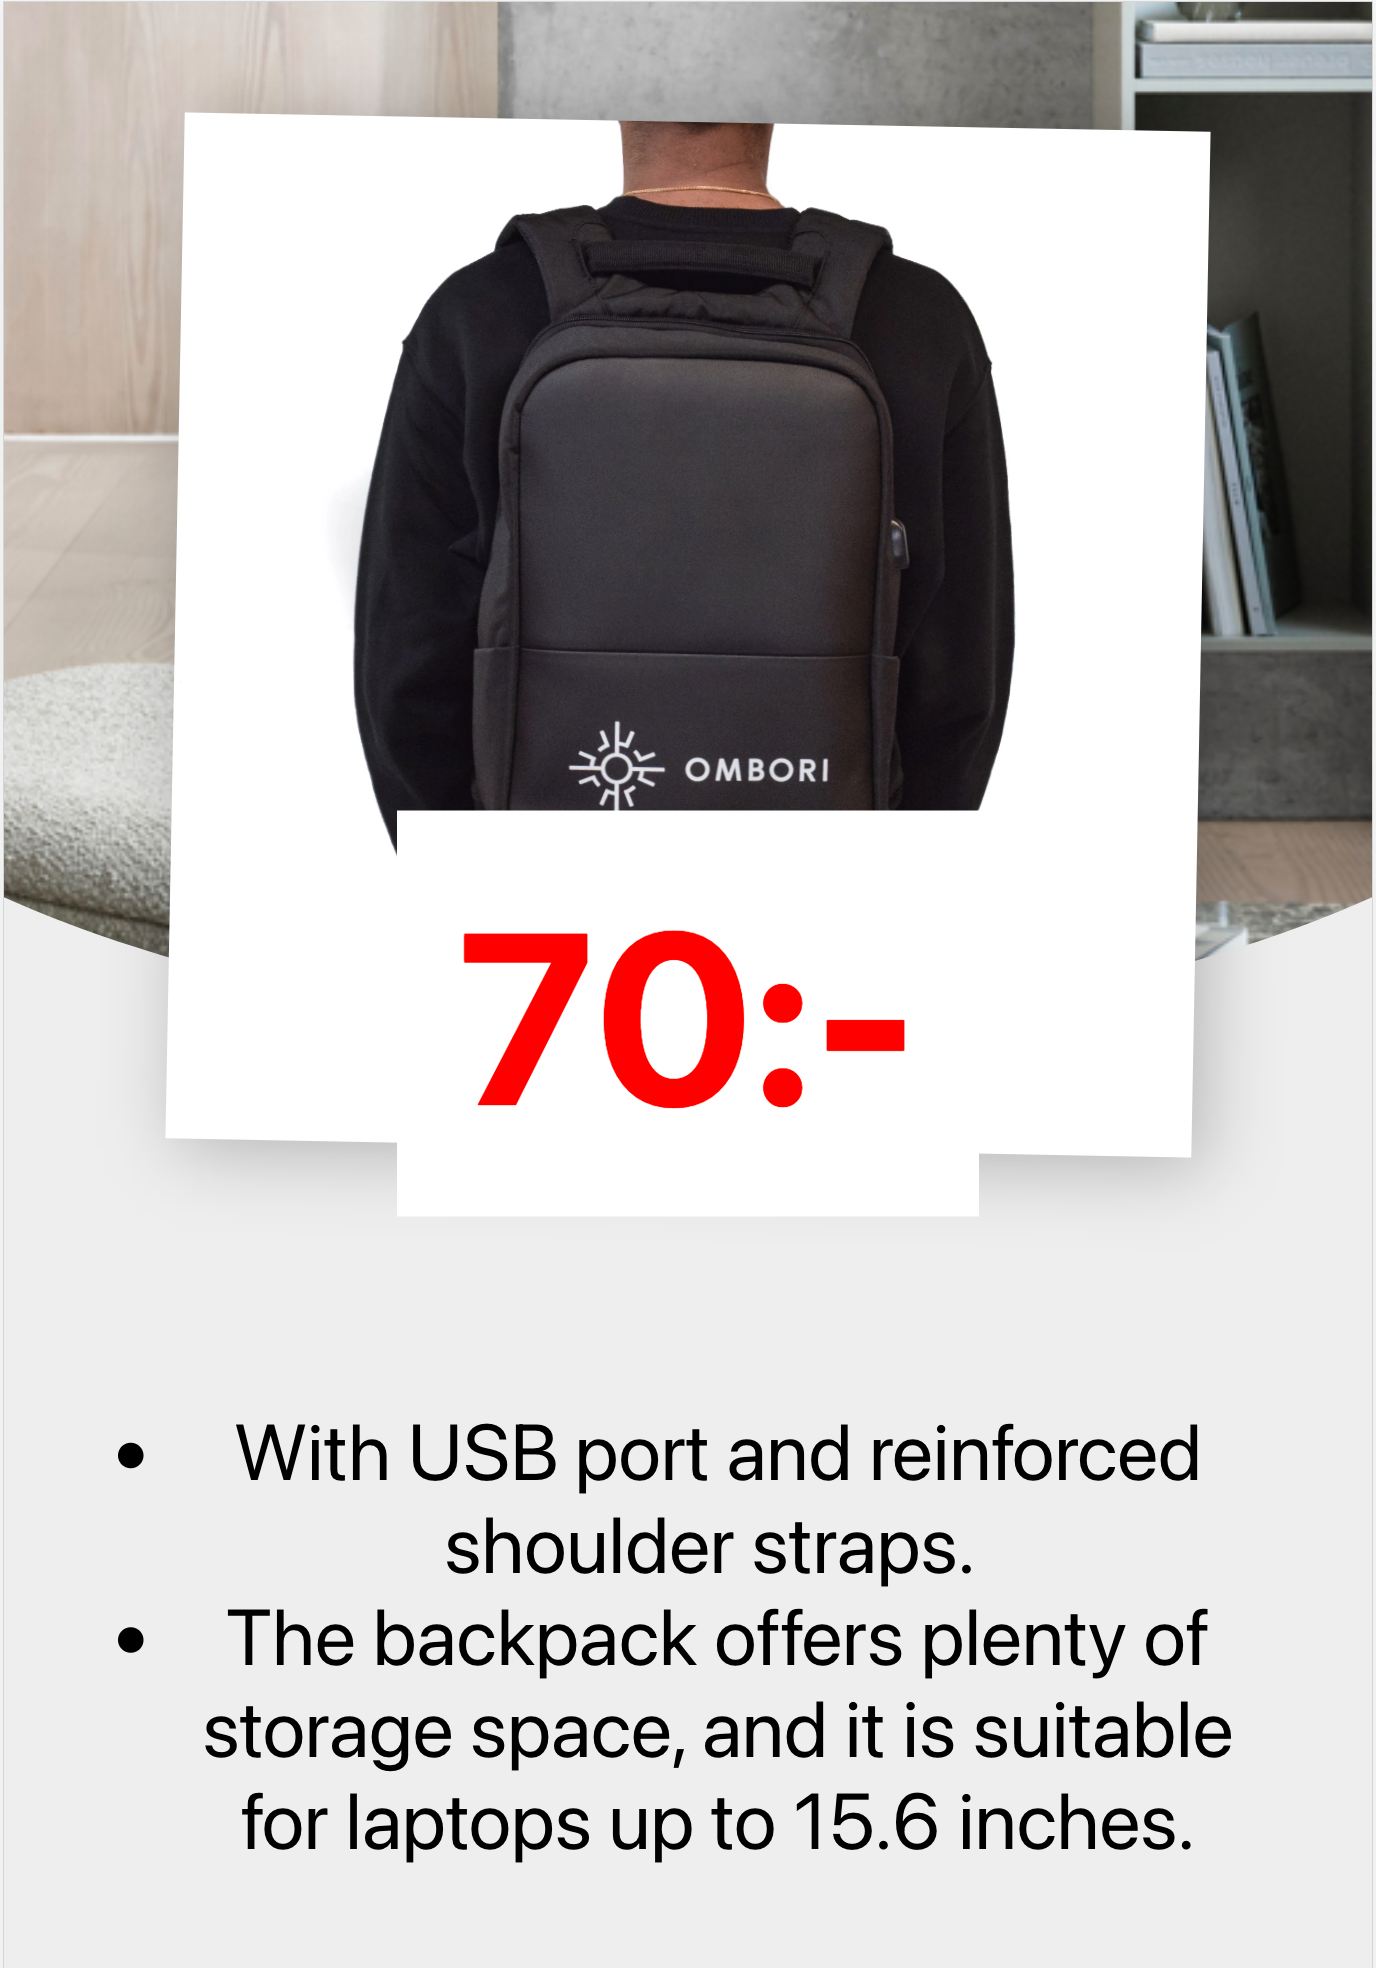 OMBORI
70:-
• With USB port and reinforced
shoulder straps.
• The backpack offers plenty of
storage space, and it is suitable
for laptops up to 15.6 inches.